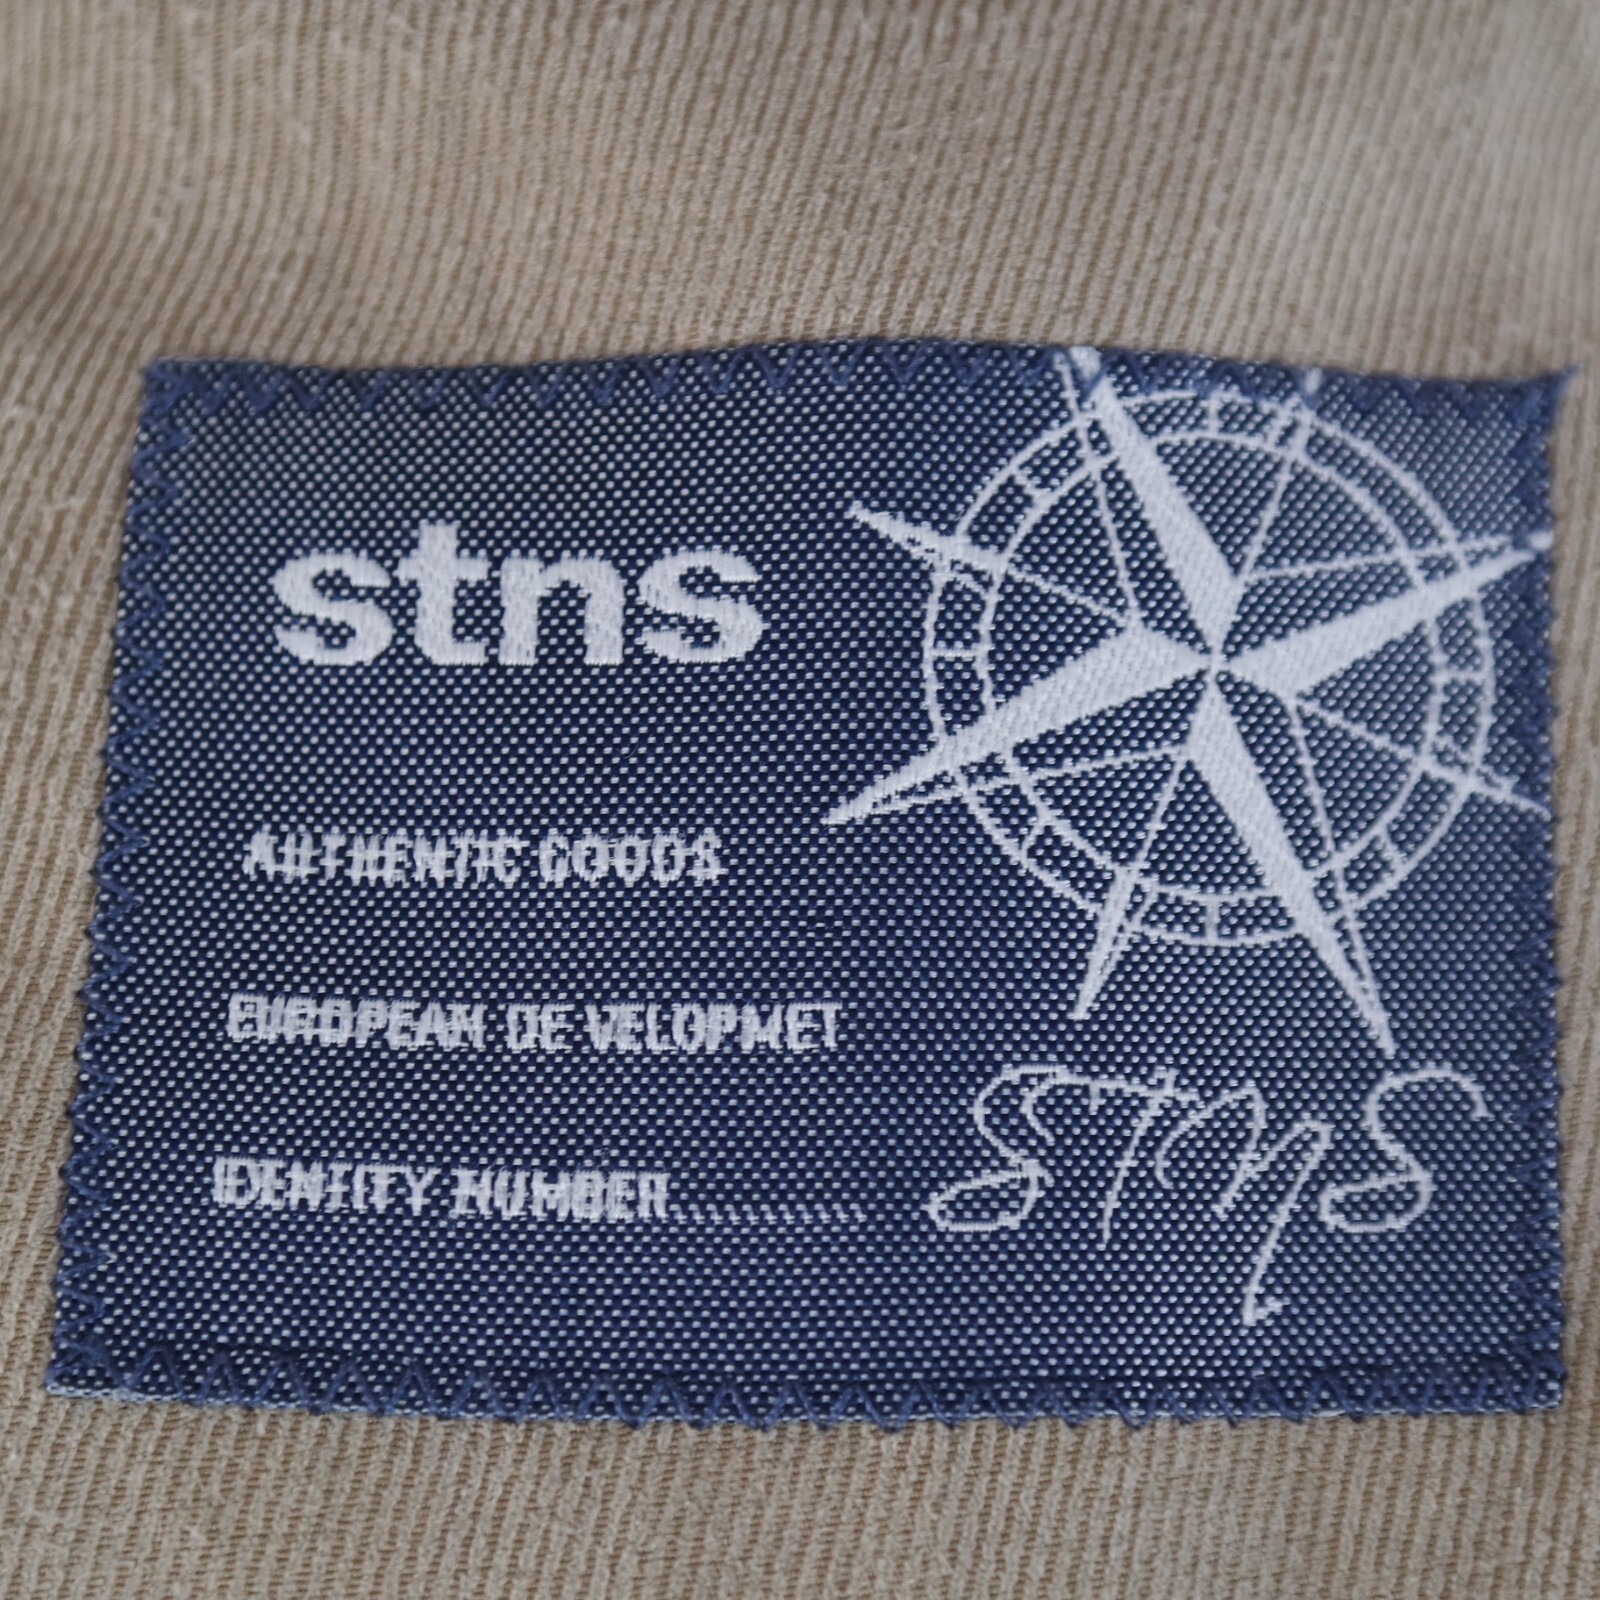 stns
AUTHENTIC GOODS
EUROPEAN DE VELOPMET
IDENTITY NUMBER............
STNS